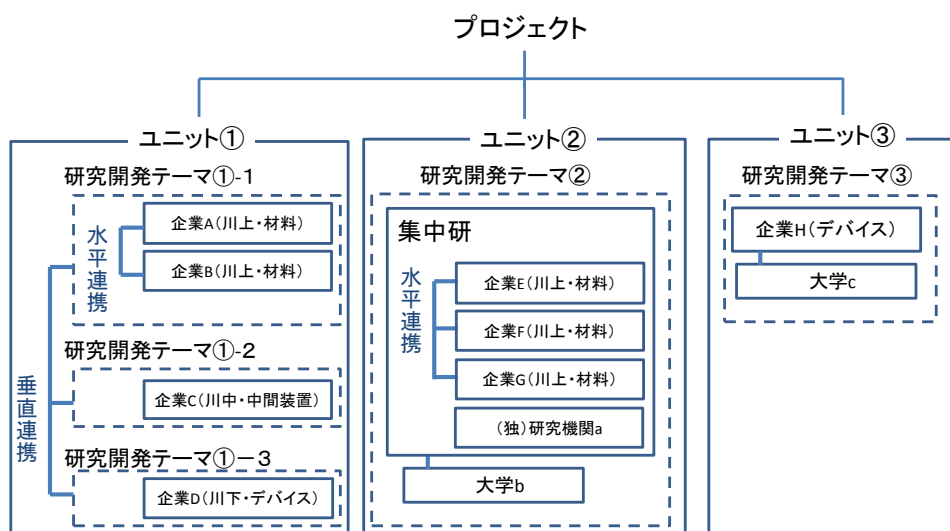 プロジェクト
ユニット①
研究開発テーマ①-1
水平連携
企業A(川上・材料)
企業B(川上・材料)
垂直連携
研究開発テーマ①-2
企業C(川中・中間装置)
研究開発テーマ①－3
企業D(川下・デバイス)
ユニット②
研究開発テーマ②
集中研
水平連携
企業E(川上・材料)
企業F(川上・材料)
企業G(川上・材料)
(独)研究機関a
大学b
ユニット③
研究開発テーマ③
企業H(デバイス)
大学c